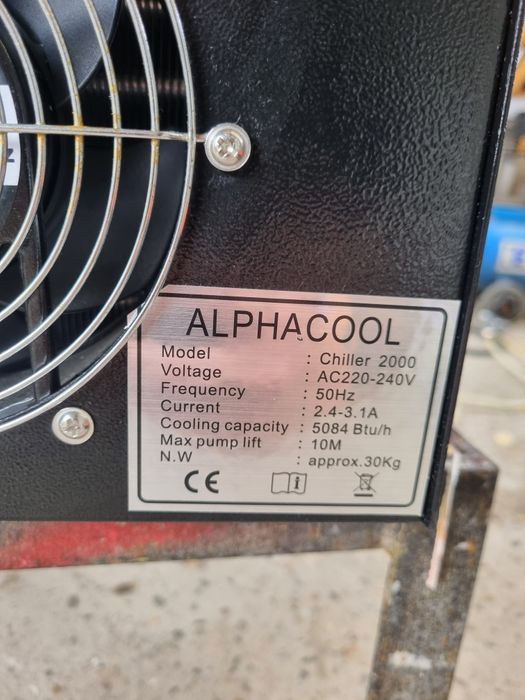 ALPHACOOL
Model : Chiller 2000
Voltage : AC220-240V
Frequency : 50Hz
Current : 2.4-3.1A
Cooling capacity : 5084 Btu/h
Max pump lift : 10M
N.W : approx.30Kg
CE